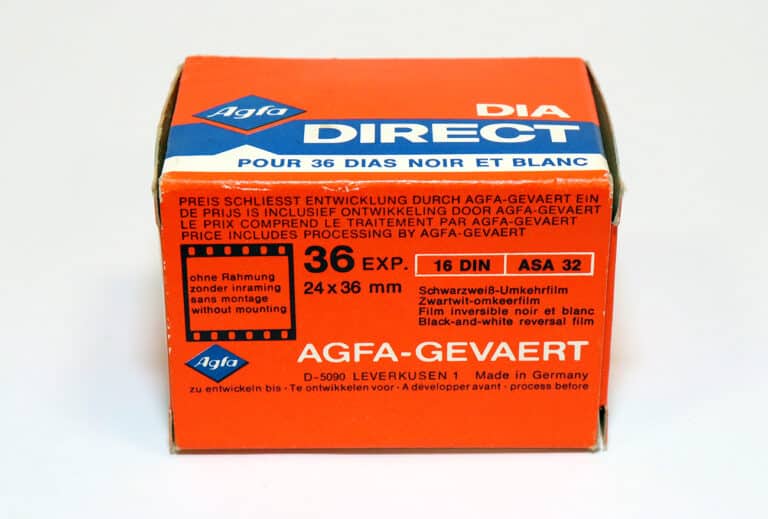 Agfa
DIA
DIRECT
POUR 36 DIAS NOIR ET BLANC
PREIS SCHLIESST ENTWICKLUNG DURCH AGFA-GEVAERT EIN
DE PRIJS IS INCLUSIEF ONTWIKKELING DOOR AGFA-GEVAERT
LE PRIX COMPREND LE TRAITEMENT PAR AGFA-GEVAERT
PRICE INCLUDES PROCESSING BY AGFA-GEVAERT
ohne Rahmung
zonder inraming
sans montage
without mounting
36 EXP.
24 x 36 mm
16 DIN ASA 32
Schwarzweiß-Umkehrfilm
Zwartwit-omkeerfilm
Film inversible noir et blanc
Black-and-white reversal film
Agfa
AGFA-GEVAERT
D-5090 LEVERKUSEN 1 Made in Germany
zu entwickeln bis · Te ontwikkelen voor · A développer avant · process before